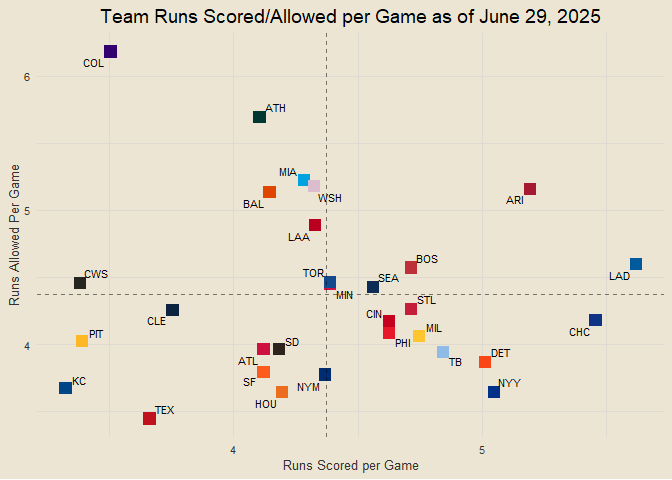 Team Runs Scored/Allowed per Game as of June 29, 2025
COL
6
ATH
MIA
WSH
BAL
ARI
5
LAA
Runs Allowed Per Game
BOS
TOR
SEA
CWS
LAD
MIN
STL
CIN
CLE
MIL
CHC
PIT
PHI
4
SD
DET
ATL
TB
KC
SF
NYM
NYY
HOU
TEX
4
5
Runs Scored per Game